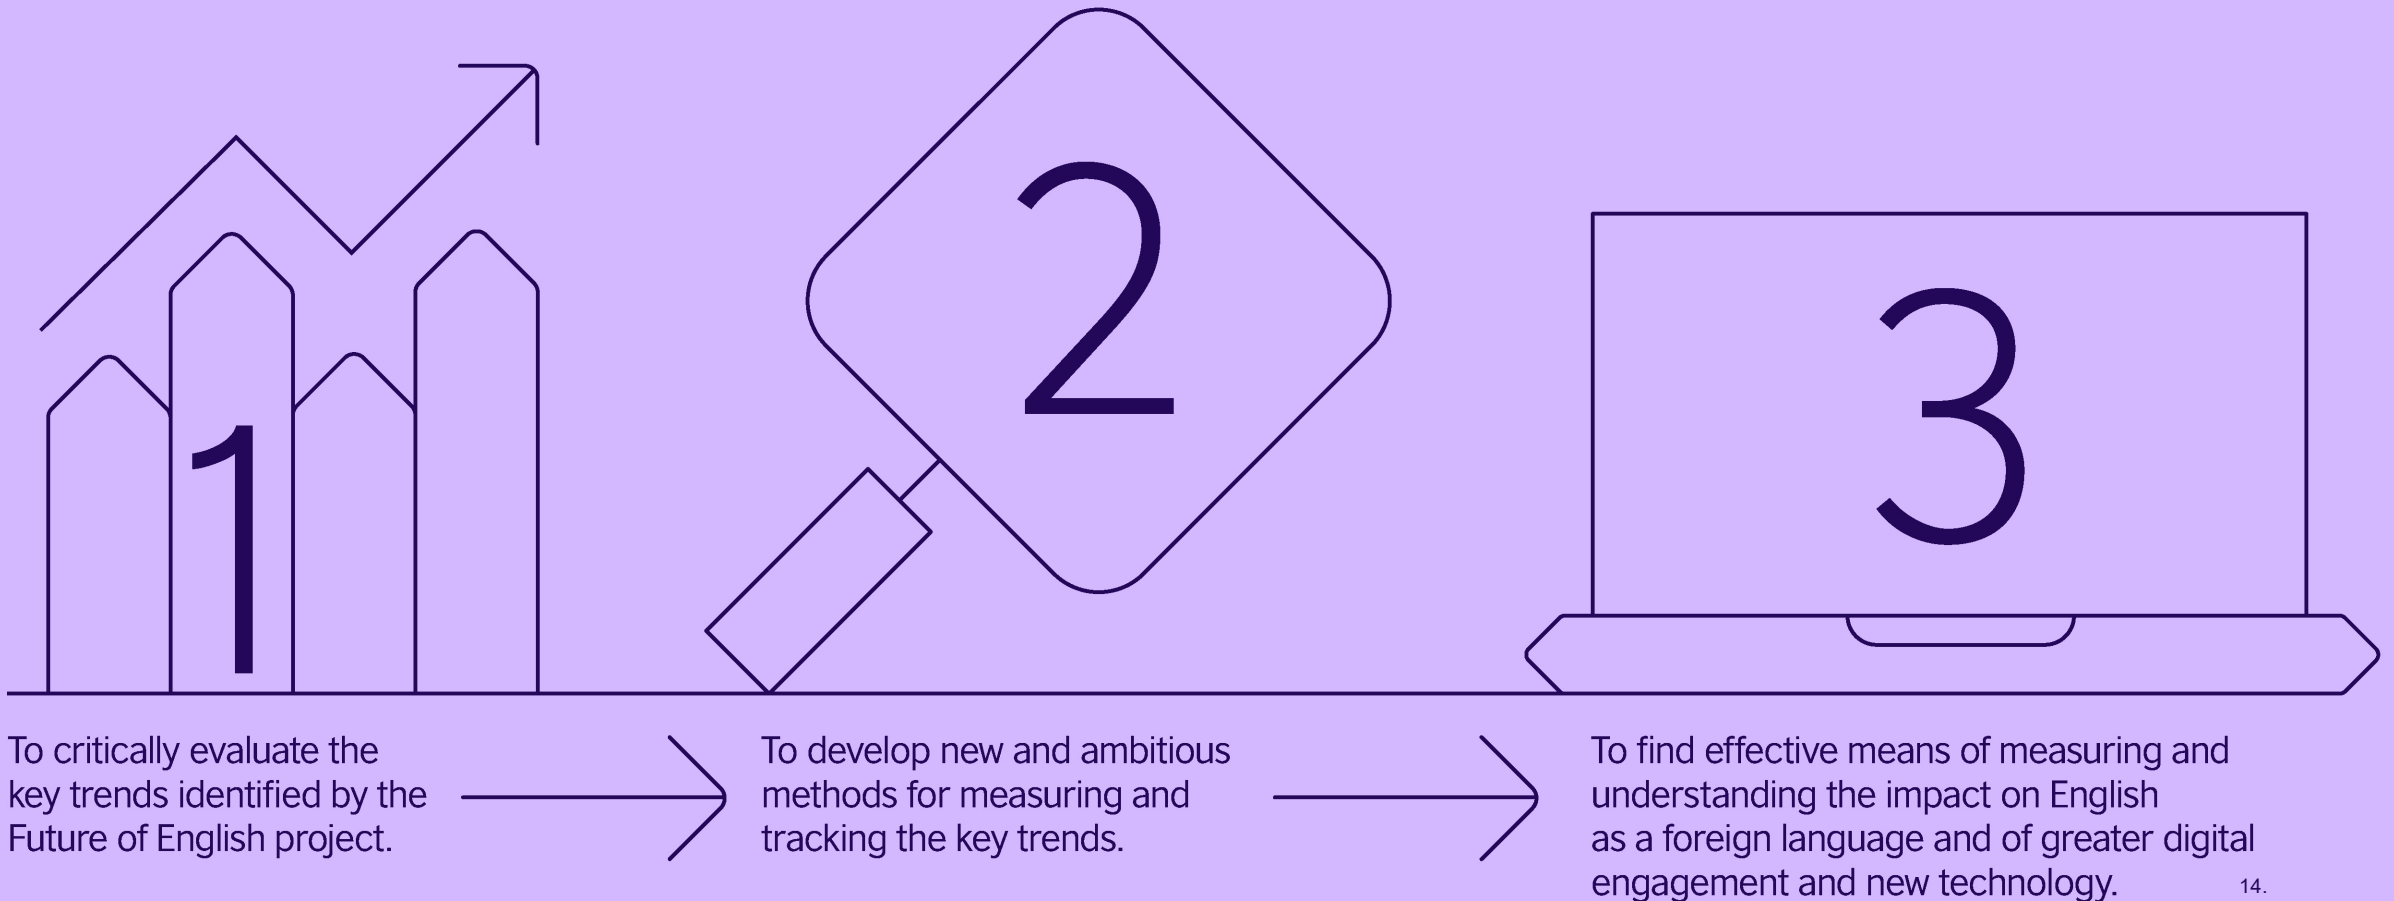 1
To critically evaluate the
key trends identified by the
Future of English project.
2
To develop new and ambitious
methods for measuring and
tracking the key trends.
3
To find effective means of measuring and
understanding the impact on English
as a foreign language and of greater digital
engagement and new technology.
14.